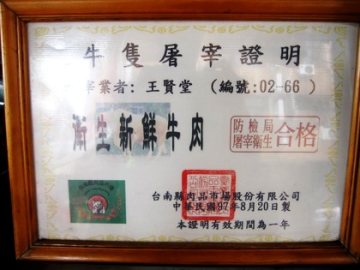 牛隻屠宰證明
宰業者: 王賢堂 (編號:02-66)
衛生新鮮牛肉
防檢局
屠宰衛生
合格
台南縣肉品市場股份有限公司
中華民國97年8月20日製
本證明有效期間為一年